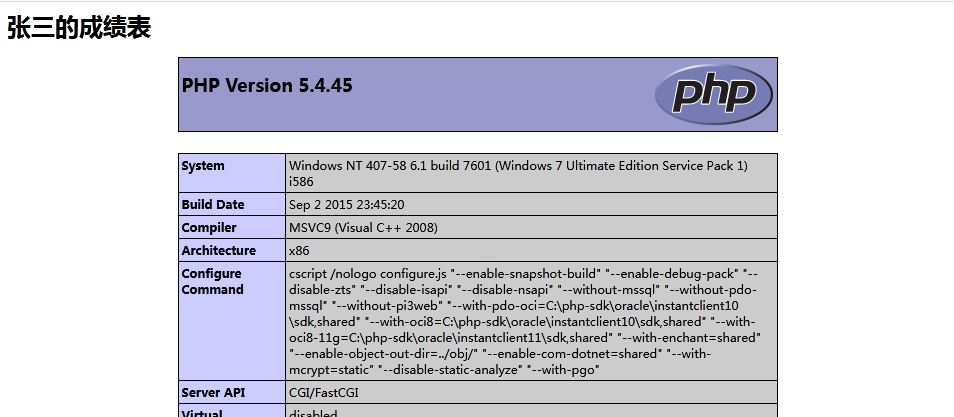 张三的成绩表
PHP Version 5.4.45
php
System
Windows NT 407-58 6.1 build 7601 (Windows 7 Ultimate Edition Service Pack 1)
i586
Build Date
Sep 2 2015 23:45:20
Compiler
MSVC9 (Visual C++ 2008)
Architecture
x86
Configure
Command
cscript /nologo configure.js "--enable-snapshot-build" "--enable-debug-pack" "--
disable-zts" "--disable-isapi" "--disable-nsapi" "--without-mssql" "--without-pdo-
mssql" "--without-pi3web" "--with-pdo-oci=C:\php-sdk\oracle\instantclient10
\sdk,shared" "--with-oci8=C:\php-sdk\oracle\instantclient10\sdk,shared" "--with-
oci8-11g=C:\php-sdk\oracle\instantclient11\sdk,shared" "--with-enchant=shared"
"--enable-object-out-dir=../obj/" "--enable-com-dotnet=shared" "--with-
mcrypt=static" "--disable-static-analyze" "--with-pgo"
Server API
CGI/FastCGI
Virtual
disabled